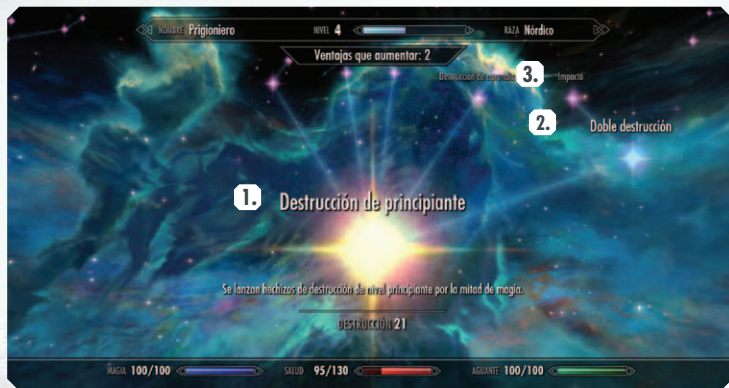 NOMBRE Prigioniero NIVEL 4 RAZA Nórdico
Ventajas que aumentar: 2
Destrucción de aprendiz 3. Impacto
2.
Doble destrucción
1.
Destrucción de principiante
Se lanzan hechizos de destrucción de nivel principiante por la mitad de magia.
DESTRUCCIÓN 21
MAGIA 100/100 SALUD 95/130 AGUANTE 100/100